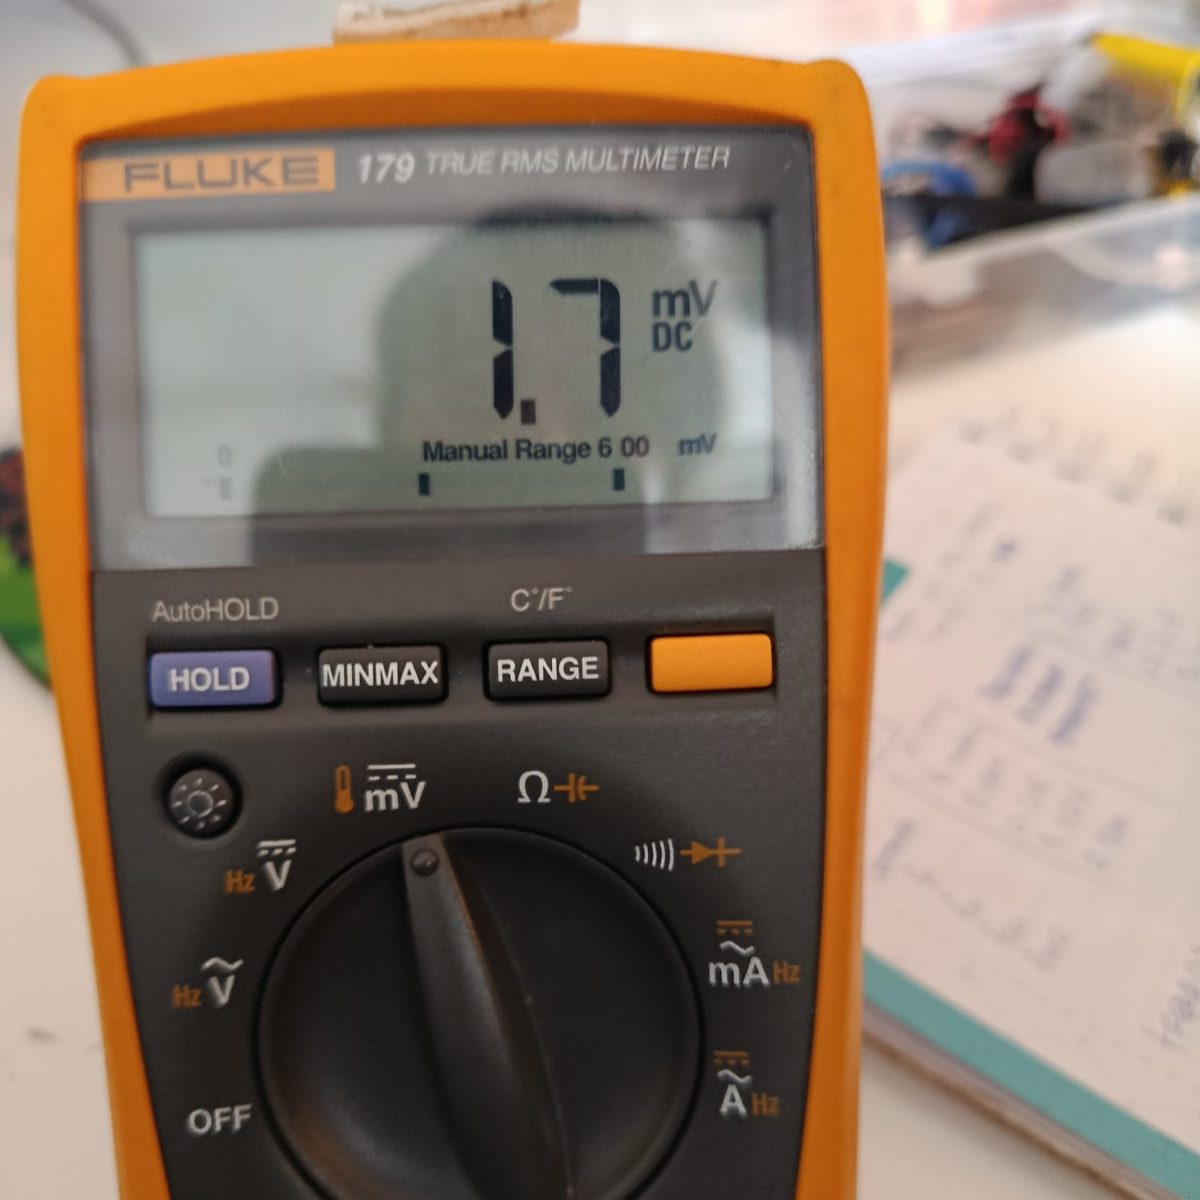 FLUKE 179 TRUE RMS MULTIMETER
1.7 mV
DC
Manual Range 6 00 mV
0
AutoHOLD C°/F°
HOLD MINMAX RANGE
mV Ω
Hz V
mA Hz
Hz V
A Hz
OFF